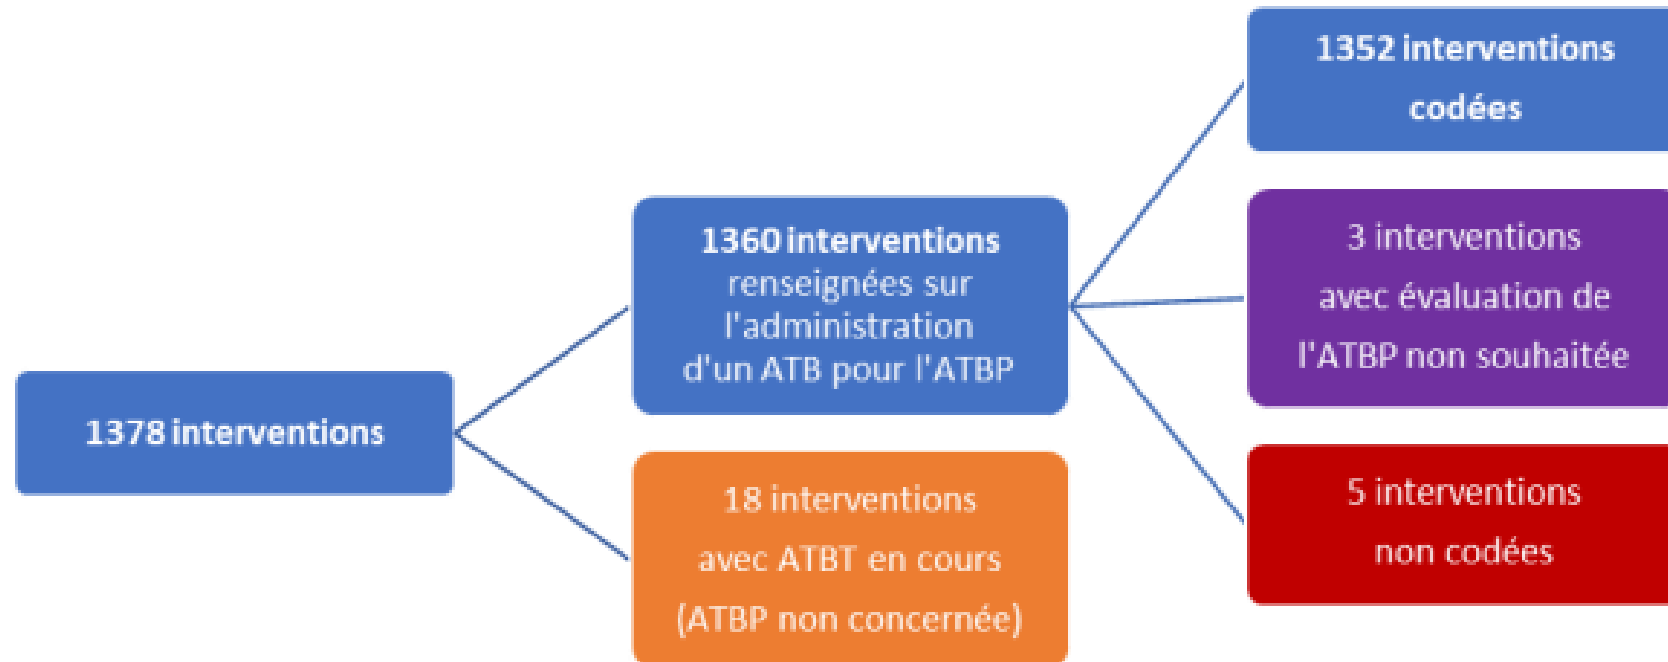 1378 interventions
1360 interventions
renseignées sur
l'administration
d'un ATB pour l'ATBP
18 interventions
avec ATBT en cours
(ATBP non concernée)
1352 interventions
codées
3 interventions
avec évaluation de
l'ATBP non souhaitée
5 interventions
non codées